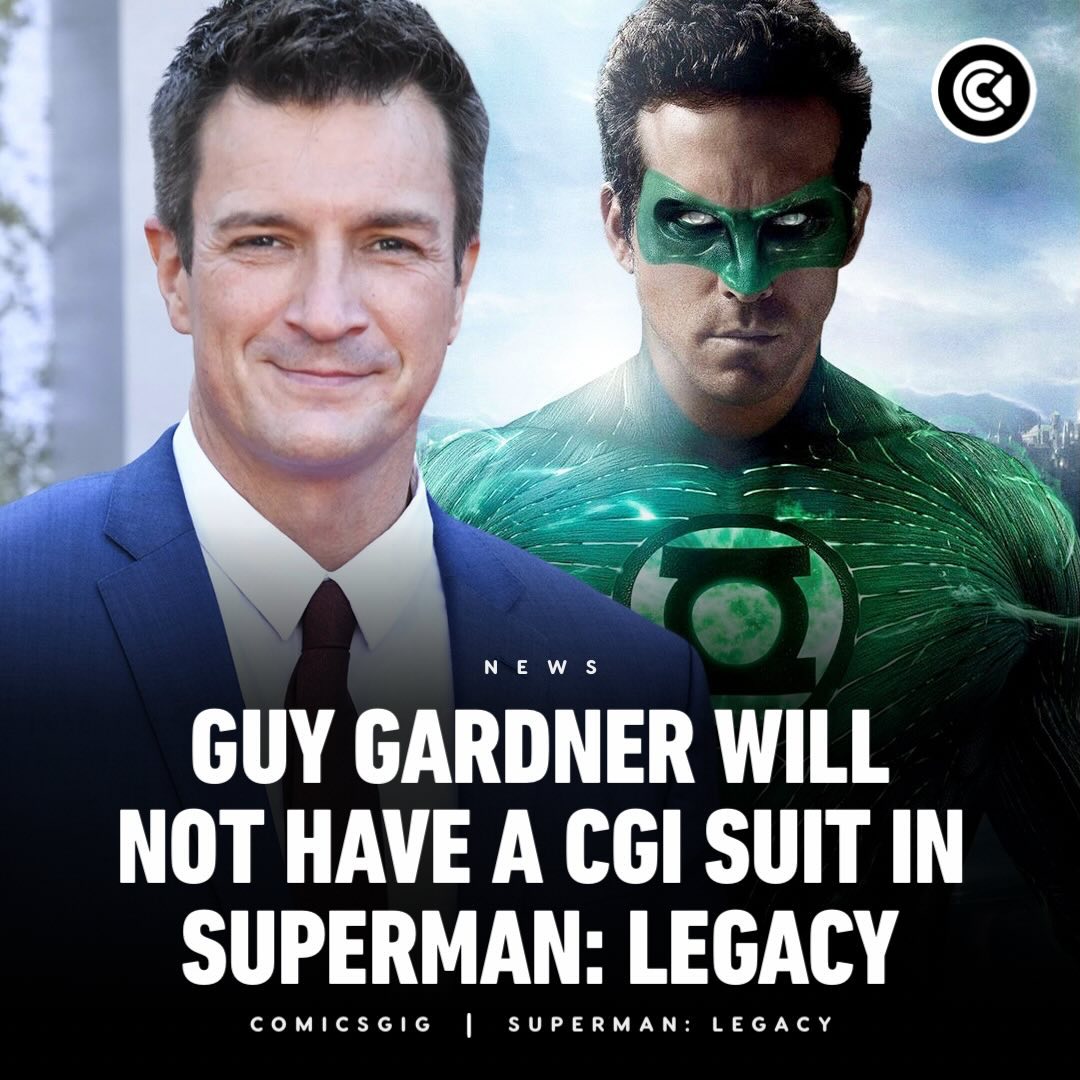 NEWS
GUY GARDNER WILL
NOT HAVE A CGI SUIT IN
SUPERMAN: LEGACY
COMICSGIG | SUPERMAN: LEGACY